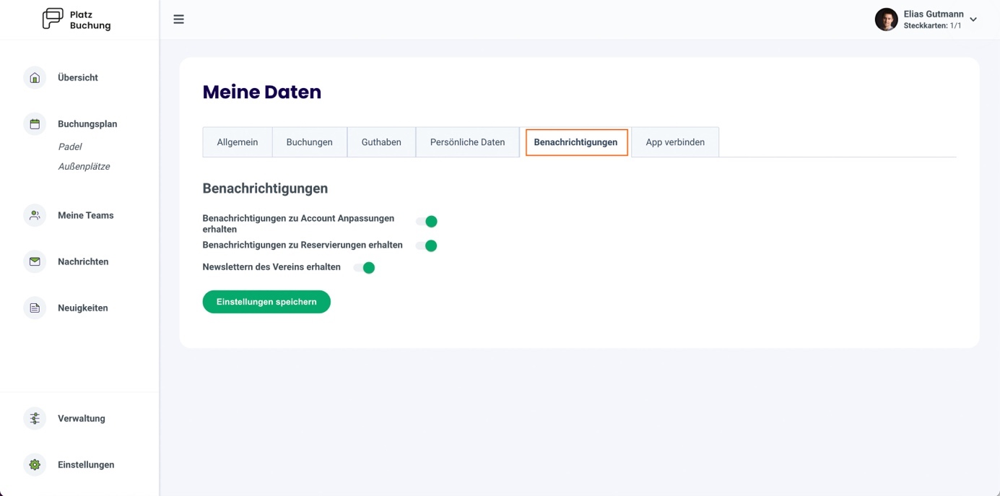 Platz
Buchung
Elias Gutmann
Steckkarten: 1/1
Übersicht
Buchungsplan
Padel
Außenplätze
Meine Teams
Nachrichten
Neuigkeiten
Verwaltung
Einstellungen
Meine Daten
Allgemein
Buchungen
Guthaben
Persönliche Daten
Benachrichtigungen
App verbinden
Benachrichtigungen
Benachrichtigungen zu Account Anpassungen
erhalten
Benachrichtigungen zu Reservierungen erhalten
Newslettern des Vereins erhalten
Einstellungen speichern